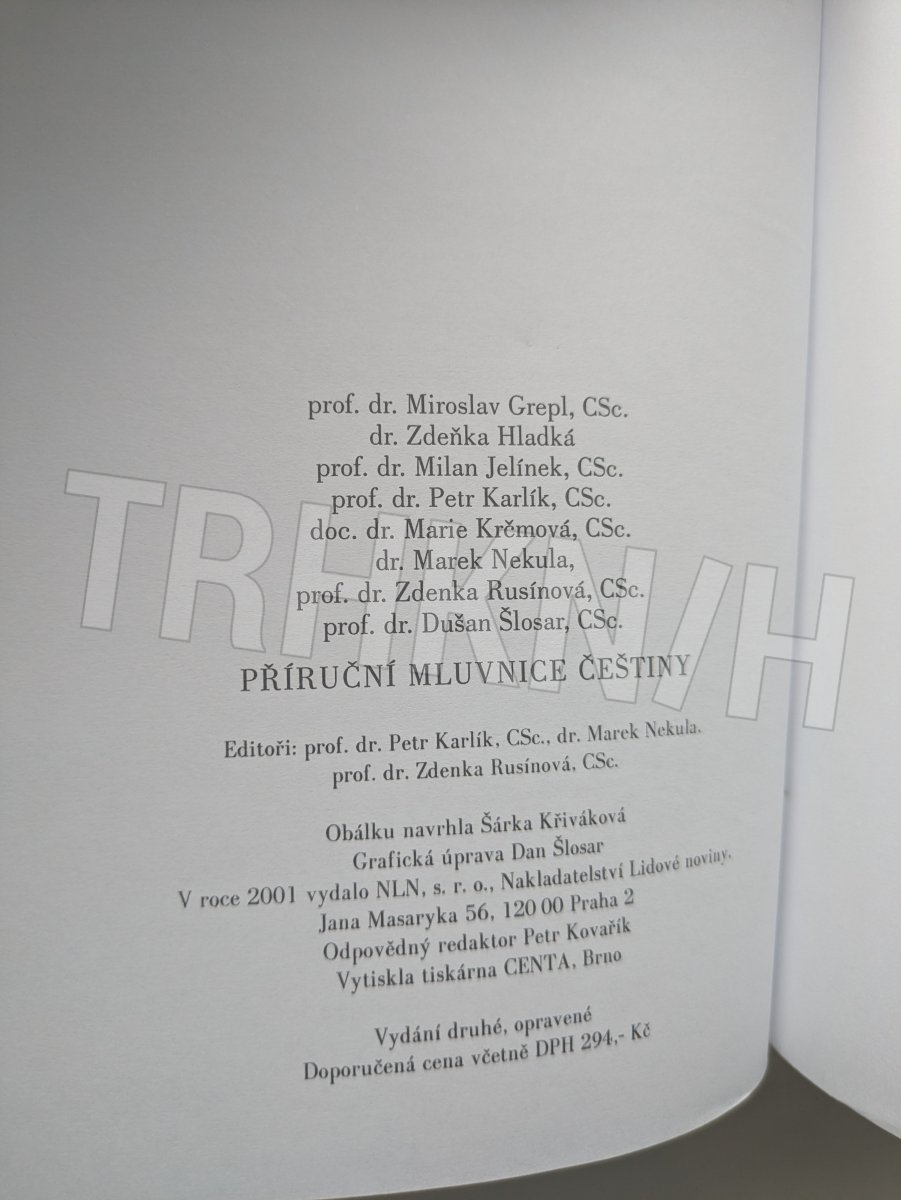 prof. dr. Miroslav Grepl, CSc.
dr. Zdeňka Hladká
prof. dr. Milan Jelínek, CSc.
prof. dr. Petr Karlík, CSc.
doc. dr. Marie Krčmová, CSc.
dr. Marek Nekula,
prof. dr. Zdenka Rusínová, CSc.
prof. dr. Dušan Šlosar, CSc.
PŘÍRUČNÍ MLUVNICE ČEŠTINY
Editoři: prof. dr. Petr Karlík, CSc., dr. Marek Nekula.
prof. dr. Zdenka Rusínová, CSc.
Obálku navrhla Šárka Křiváková
Grafická úprava Dan Šlosar
V roce 2001 vydalo NLN, s. r. o., Nakladatelství Lidové noviny,
Jana Masaryka 56, 120 00 Praha 2
Odpovědný redaktor Petr Kovařík
Vytiskla tiskárna CENTA, Brno
Vydání druhé, opravené
Doporučená cena včetně DPH 294,- Kč
TRHKNIH